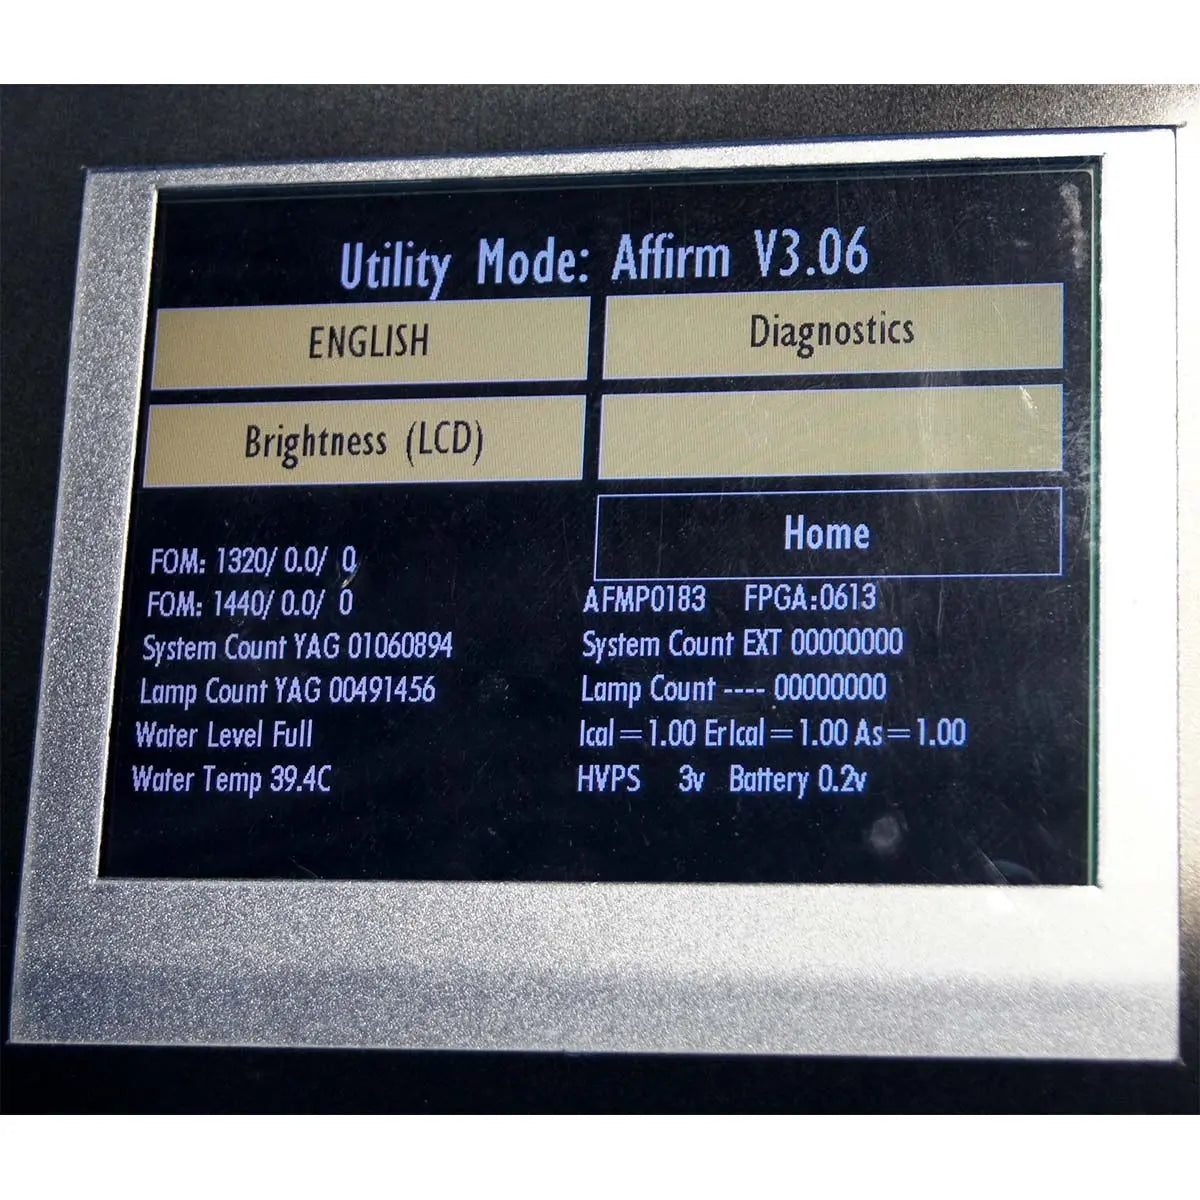 Utility Mode: Affirm V3.06
ENGLISH
Diagnostics
Brightness (LCD)
Home
FOM: 1320/ 0.0/ 0
FOM: 1440/ 0.0/ 0
System Count YAG 01060894
Lamp Count YAG 00491456
Water Level Full
Water Temp 39.4C
AFMP0183 FPGA:0613
System Count EXT 00000000
Lamp Count ---- 00000000
Ical=1.00 ErIcal=1.00 As=1.00
HVPS 3v Battery 0.2v